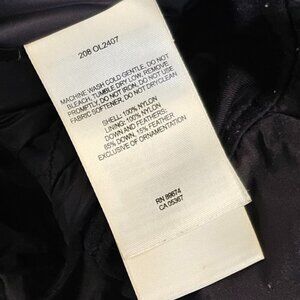 208 OL2407
MACHINE WASH COLD GENTLE, DO NOT
BLEACH, TUMBLE DRY LOW, REMOVE
PROMPTLY, DO NOT IRON, DO NOT USE
FABRIC SOFTENER, DO NOT DRYCLEAN
SHELL: 100% NYLON
LINING: 100% NYLON
DOWN AND FEATHERS:
85% DOWN, 15% FEATHER
EXCLUSIVE OF ORNAMENTATION
RN 89674
CA 05367